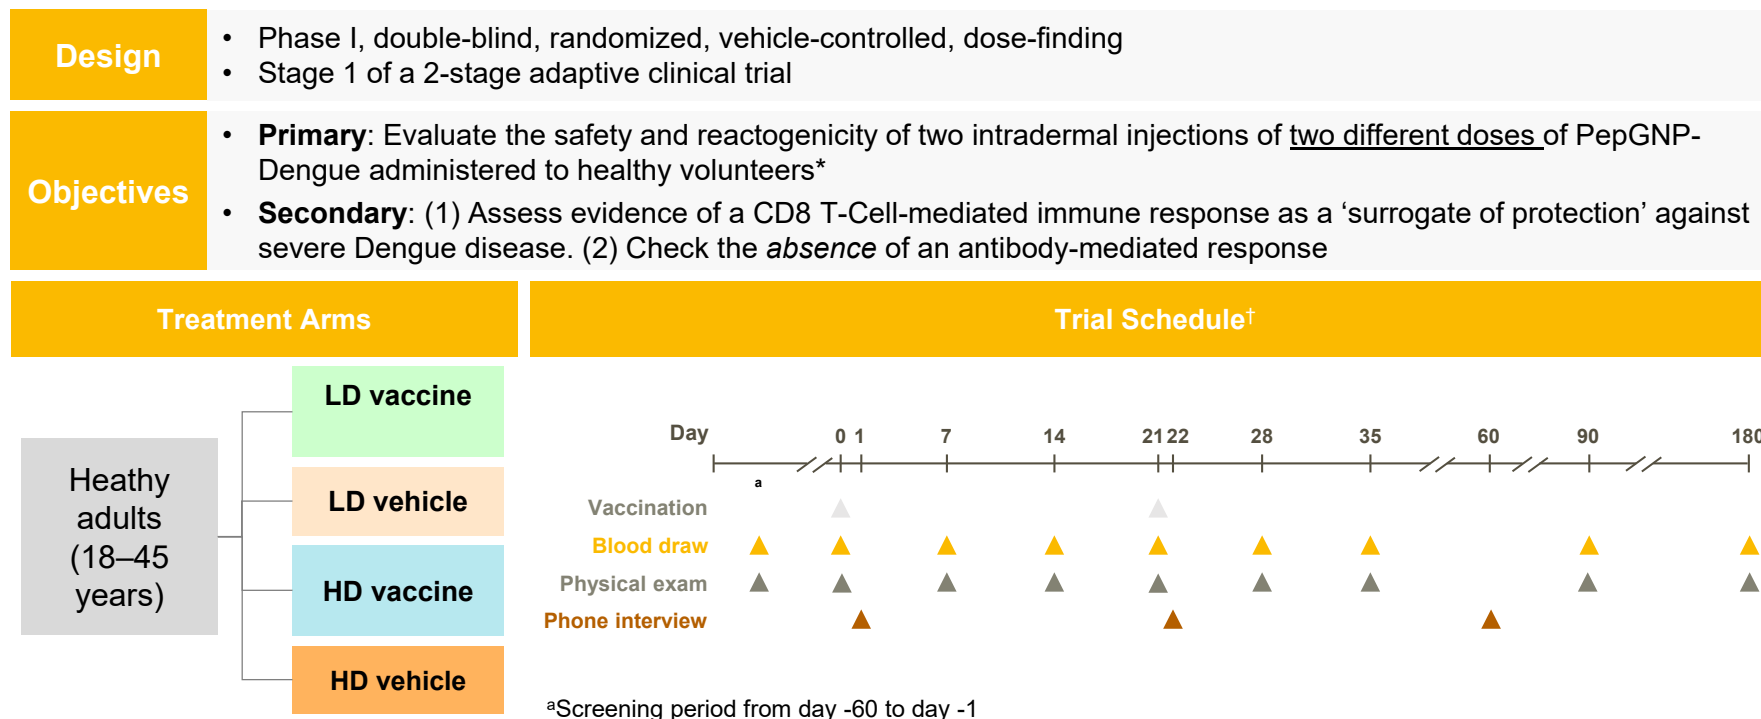 Design
• Phase I, double-blind, randomized, vehicle-controlled, dose-finding
• Stage 1 of a 2-stage adaptive clinical trial
Objectives
• Primary: Evaluate the safety and reactogenicity of two intradermal injections of two different doses of PepGNP-
Dengue administered to healthy volunteers*
• Secondary: (1) Assess evidence of a CD8 T-Cell-mediated immune response as a ‘surrogate of protection’ against
severe Dengue disease. (2) Check the absence of an antibody-mediated response
Treatment Arms
Heathy
adults
(18–45
years)
LD vaccine
LD vehicle
HD vaccine
HD vehicle
Trial Schedule†
Day 0 1 7 14 21 22 28 35 60 90 180
a
Vaccination
Blood draw
Physical exam
Phone interview
aScreening period from day -60 to day -1